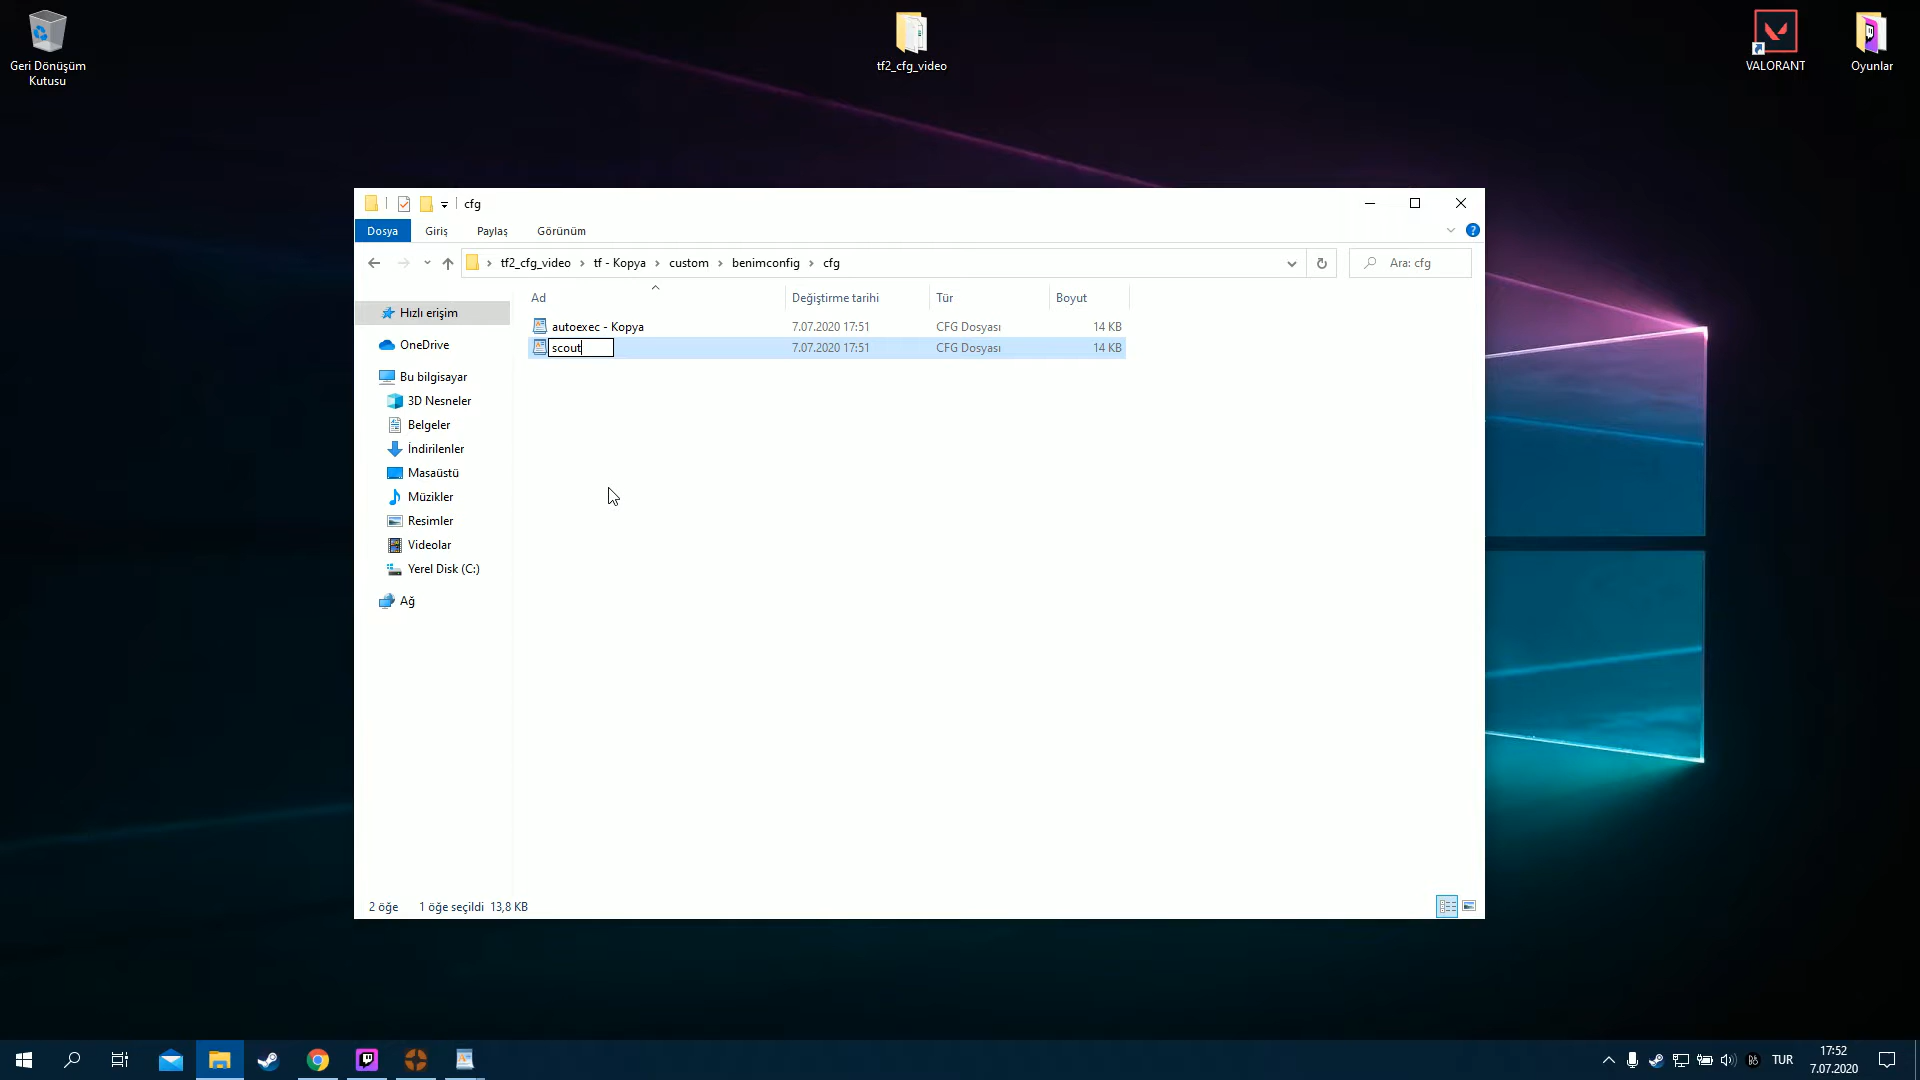 Geri Dönüşüm
Kutusu
tf2_cfg_video
VALORANT
Oyunlar
cfg
Dosya
Giriş
Paylaş
Görünüm
tf2_cfg_video
tf - Kopya
custom
benimconfig
cfg
Ara: cfg
Ad
Değiştirme tarihi
Tür
Boyut
autoexec - Kopya
7.07.2020 17:51
CFG Dosyası
14 KB
scout
7.07.2020 17:51
CFG Dosyası
14 KB
Hızlı erişim
OneDrive
Bu bilgisayar
3D Nesneler
Belgeler
İndirilenler
Masaüstü
Müzikler
Resimler
Videolar
Yerel Disk (C:)
Ağ
2 öğe
1 öğe seçildi 13,8 KB
TUR
17:52
7.07.2020